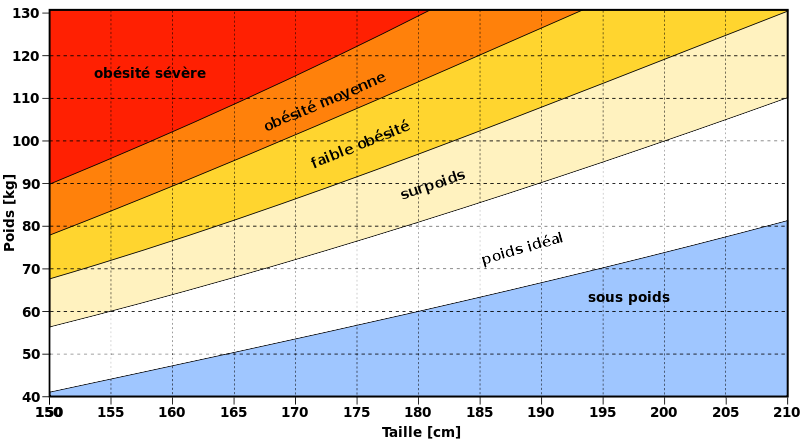 130
120
110
100
90
80
70
60
50
40
Poids [kg]
obésité sévère
obésité moyenne
faible obésité
surpoids
poids idéal
sous poids
150 155 160 165 170 175 180 185 190 195 200 205 210
Taille [cm]